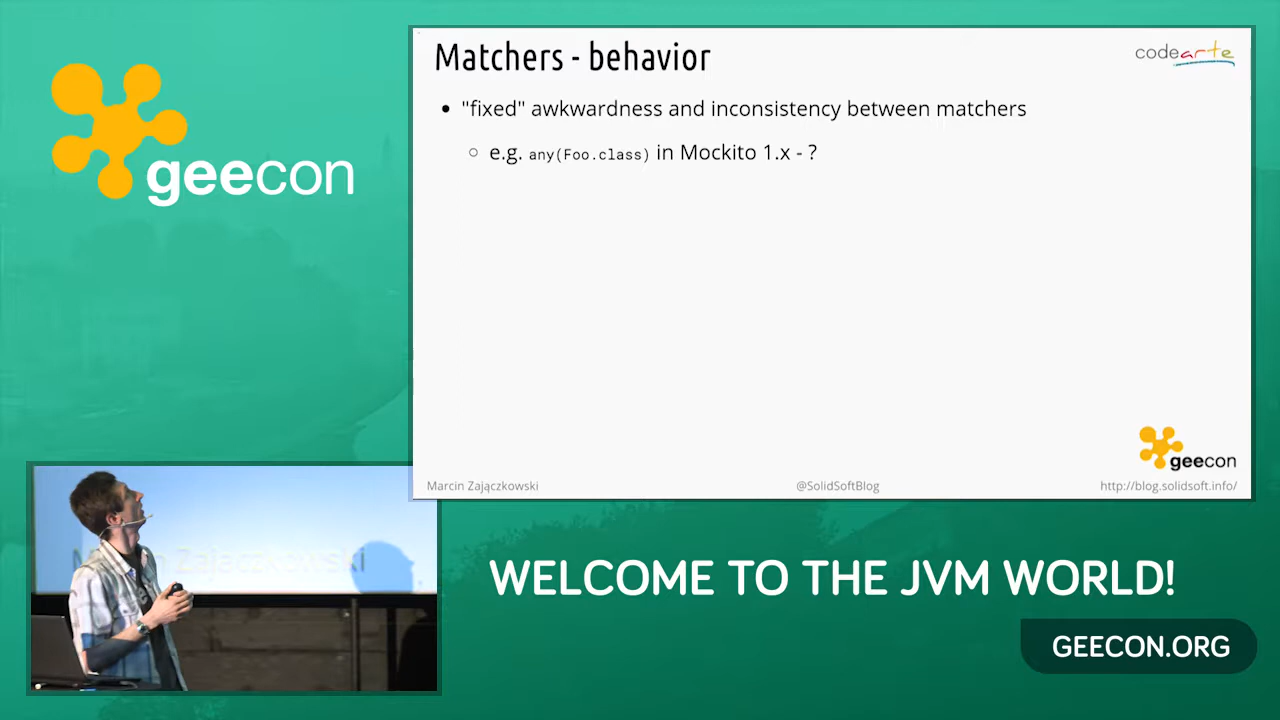 geecon
Matchers - behavior
codearte
• "fixed" awkwardness and inconsistency between matchers
○ e.g. any(Foo.class) in Mockito 1.x - ?
geecon
Marcin Zajączkowski
@SolidSoftBlog
http://blog.solidsoft.info/
Zajączkowski
WELCOME TO THE JVM WORLD!
GEECON.ORG